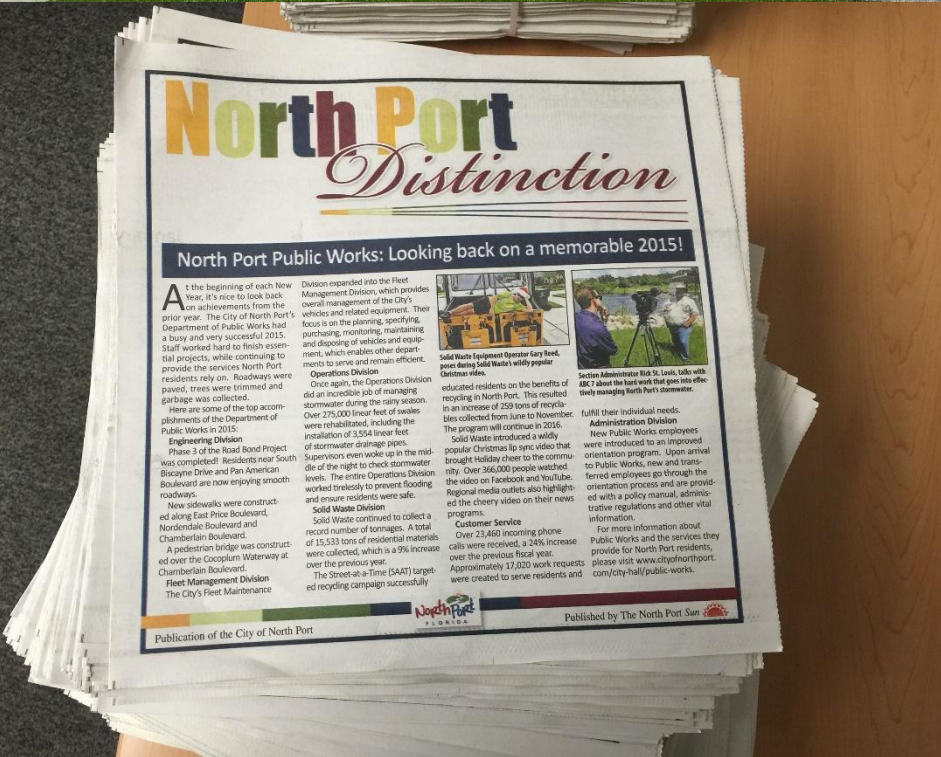 North Port
Distinction
North Port Public Works: Looking back on a memorable 2015!
At the beginning of each New
Year, it's nice to look back
on achievements from the
prior year. The City of North Port's
Department of Public Works had
a busy and very successful 2015.
Staff worked hard to finish essen-
tial projects, while continuing to
provide the services North Port
residents rely on. Roadways were
paved, trees were trimmed and
garbage was collected.
Here are some of the top accom-
plishments of the Department of
Public Works in 2015:
Engineering Division
Phase 3 of the Road Bond Project
was completed! Residents near South
Biscayne Drive and Pan American
Boulevard are now enjoying smooth
roadways.
New sidewalks were construct-
ed along East Price Boulevard,
Nordendale Boulevard and
Chamberlain Boulevard.
A pedestrian bridge was construct-
ed over the Cocoplum Waterway at
Chamberlain Boulevard.
Fleet Management Division
The City's Fleet Maintenance
Division expanded into the Fleet
Management Division, which provides
overall management of the City's
vehicles and related equipment. Their
focus is on the planning, specifying,
purchasing, monitoring, maintaining
and disposing of vehicles and equip-
ment, which enables other depart-
ments to serve and remain efficient.
Operations Division
Once again, the Operations Division
did an incredible job of managing
stormwater during the rainy season.
Over 275,000 linear feet of swales
were rehabilitated, including the
installation of 3,554 linear feet
of stormwater drainage pipes.
Supervisors even woke up in the mid-
dle of the night to check stormwater
levels. The entire Operations Division
worked tirelessly to prevent flooding
and ensure residents were safe.
Solid Waste Division
Solid Waste continued to collect a
record number of tonnages. A total
of 15,533 tons of residential materials
were collected, which is a 9% increase
over the previous year.
The Street-at-a-Time (SAAT) target-
ed recycling campaign successfully
Solid Waste Equipment Operator Gary Reed,
poses during Solid Waste's wildly popular
Christmas video.
educated residents on the benefits of
recycling in North Port. This resulted
in an increase of 259 tons of recycla-
bles collected from June to November.
The program will continue in 2016.
Solid Waste introduced a wildly
popular Christmas lip sync video that
brought Holiday cheer to the commu-
nity. Over 366,000 people watched
the video on Facebook and YouTube.
Regional media outlets also highlight-
ed the cheery video on their news
programs.
Customer Service
Over 23,460 incoming phone
calls were received, a 24% increase
over the previous fiscal year.
Approximately 17,020 work requests
were created to serve residents and
Section Administrator Rick St. Louis, talks with
ABC 7 about the hard work that goes into effec-
tively managing North Port's stormwater.
fulfill their individual needs.
Administration Division
New Public Works employees
were introduced to an improved
orientation program. Upon arrival
to Public Works, new and trans-
ferred employees go through the
orientation process and are provid-
ed with a policy manual, adminis-
trative regulations and other vital
information.
For more information about
Public Works and the services they
provide for North Port residents,
please visit www.cityofnorthport.
com/city-hall/public-works.
Publication of the City of North Port
North Port
FLORIDA
Published by The North Port Sun